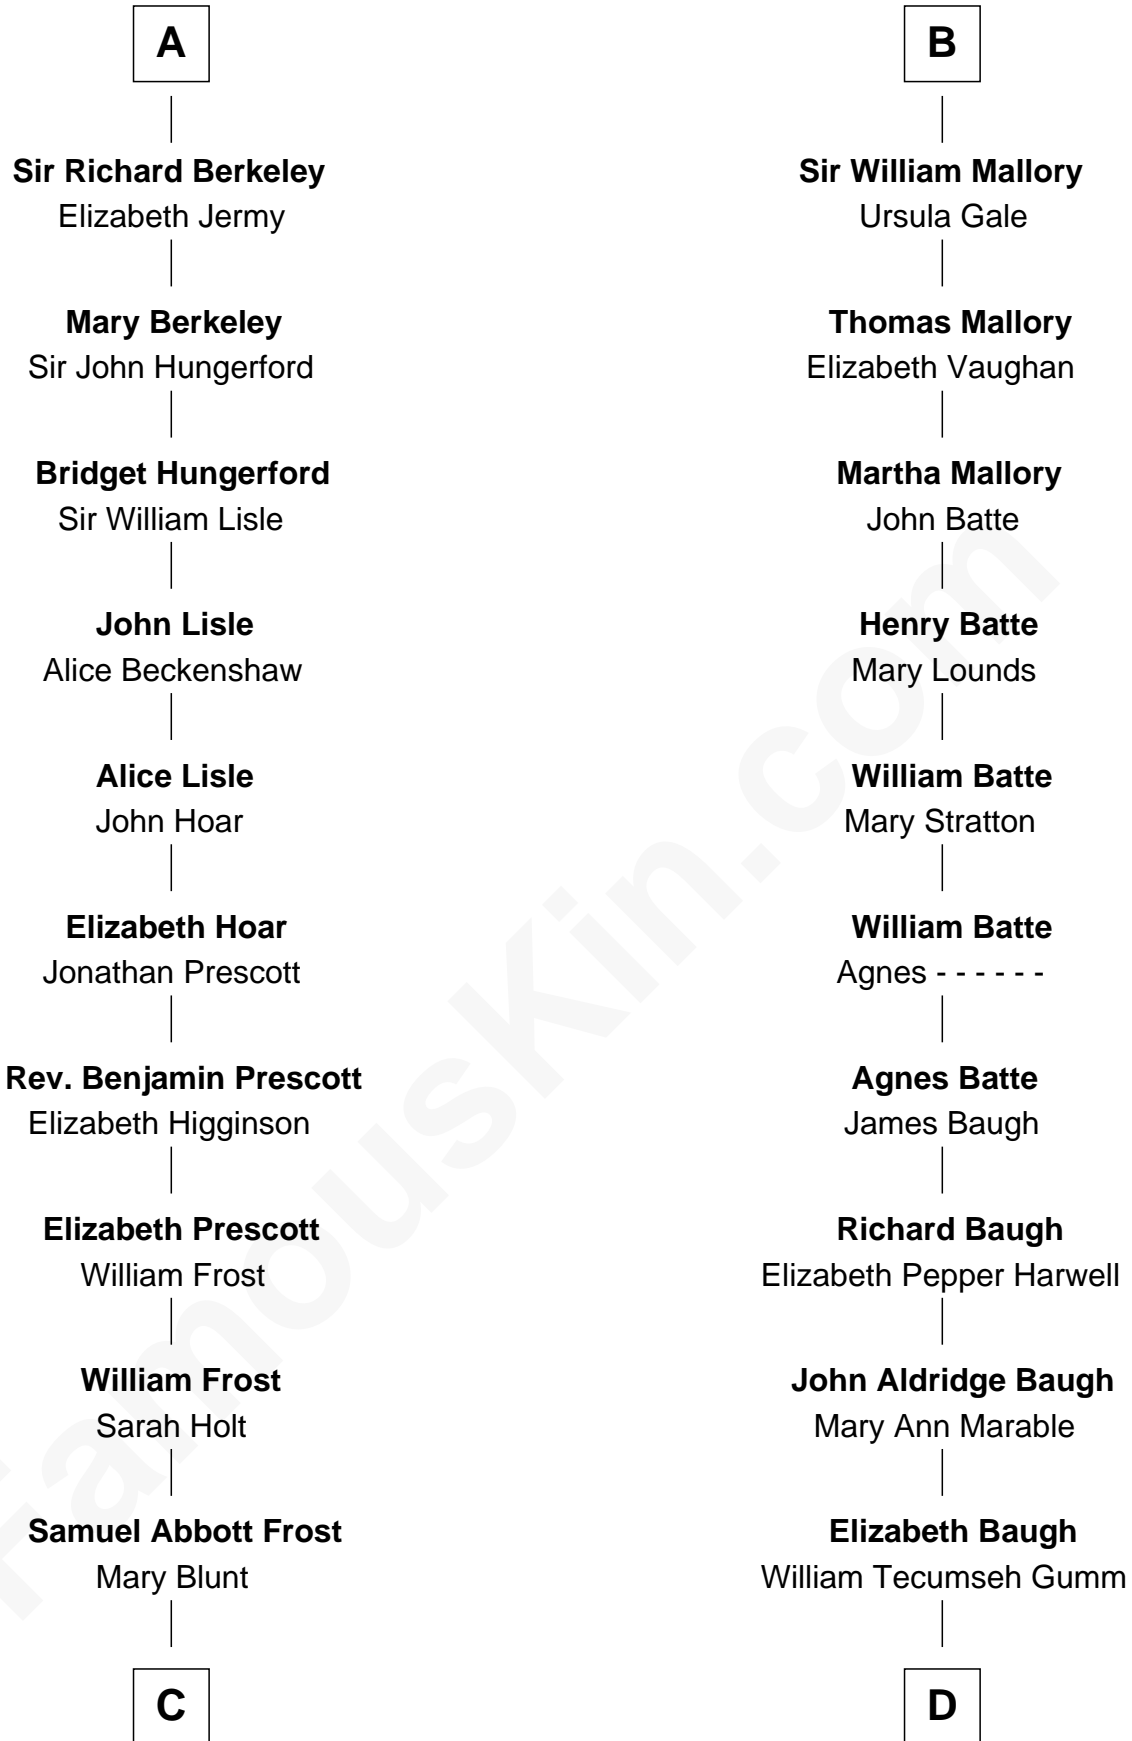 A
Sir Richard Berkeley
Elizabeth Jermy
Mary Berkeley
Sir John Hungerford
Bridget Hungerford
Sir William Lisle
John Lisle
Alice Beckenshaw
Alice Lisle
John Hoar
Elizabeth Hoar
Jonathan Prescott
Rev. Benjamin Prescott
Elizabeth Higginson
Elizabeth Prescott
William Frost
William Frost
Sarah Holt
Samuel Abbott Frost
Mary Blunt
C
B
Sir William Mallory
Ursula Gale
Thomas Mallory
Elizabeth Vaughan
Martha Mallory
John Batte
Henry Batte
Mary Lounds
William Batte
Mary Stratton
William Batte
Agnes - - - - - -
Agnes Batte
James Baugh
Richard Baugh
Elizabeth Pepper Harwell
John Aldridge Baugh
Mary Ann Marable
Elizabeth Baugh
William Tecumseh Gumm
D
FamousKin.com